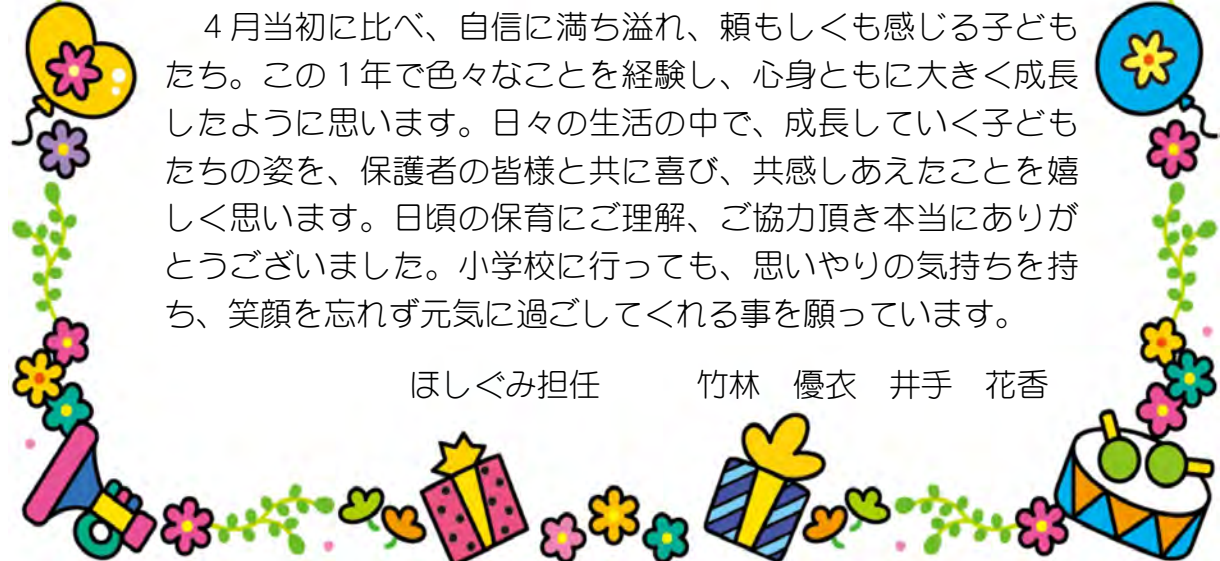 ４月当初に比べ、自信に満ち溢れ、頼もしくも感じる子ども
たち。この１年で色々なことを経験し、心身ともに大きく成長
したように思います。日々の生活の中で、成長していく子ども
たちの姿を、保護者の皆様と共に喜び、共感しあえたことを嬉
しく思います。日頃の保育にご理解、ご協力頂き本当にありが
とうございました。小学校に行っても、思いやりの気持ちを持
ち、笑顔を忘れず元気に過ごしてくれる事を願っています。
ほしぐみ担任　　　竹林　優衣　井手　花香